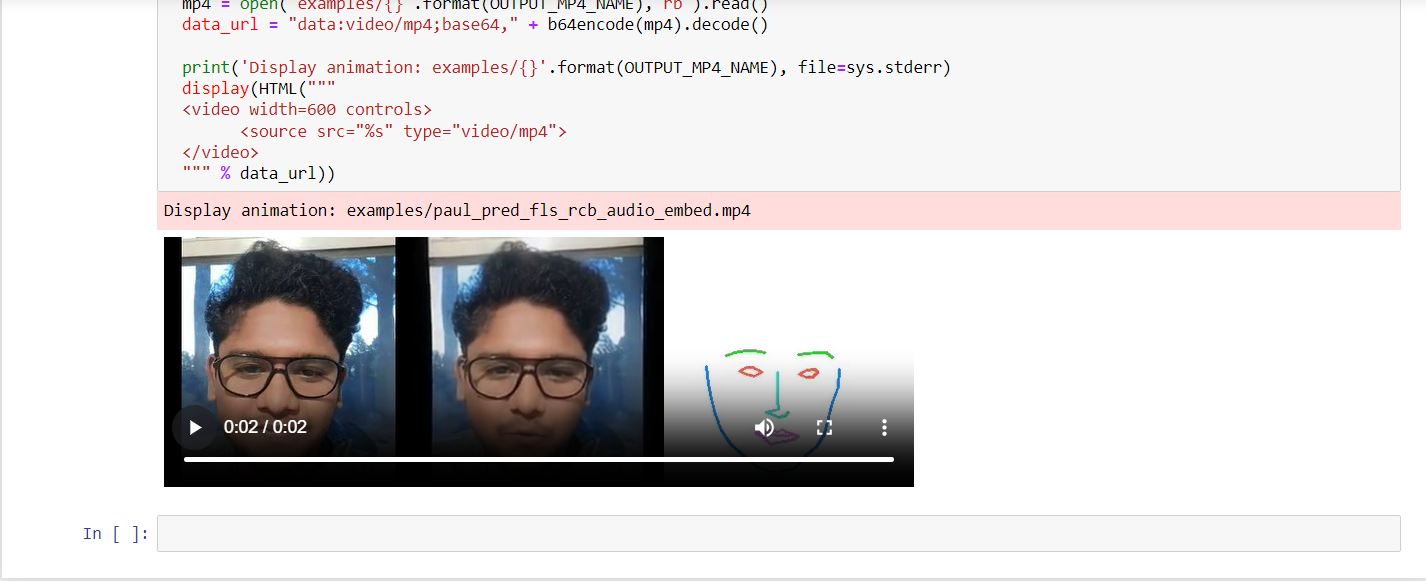 mp4 = open('examples/{}'.format(OUTPUT_MP4_NAME),'rb').read()
data_url = "data:video/mp4;base64," + b64encode(mp4).decode()
print('Display animation: examples/{}'.format(OUTPUT_MP4_NAME), file=sys.stderr)
display(HTML("""
<video width=600 controls>
<source src="%s" type="video/mp4">
</video>
""" % data_url))
Display animation: examples/paul_pred_fls_rcb_audio_embed.mp4
0:02 / 0:02
In [ ]: